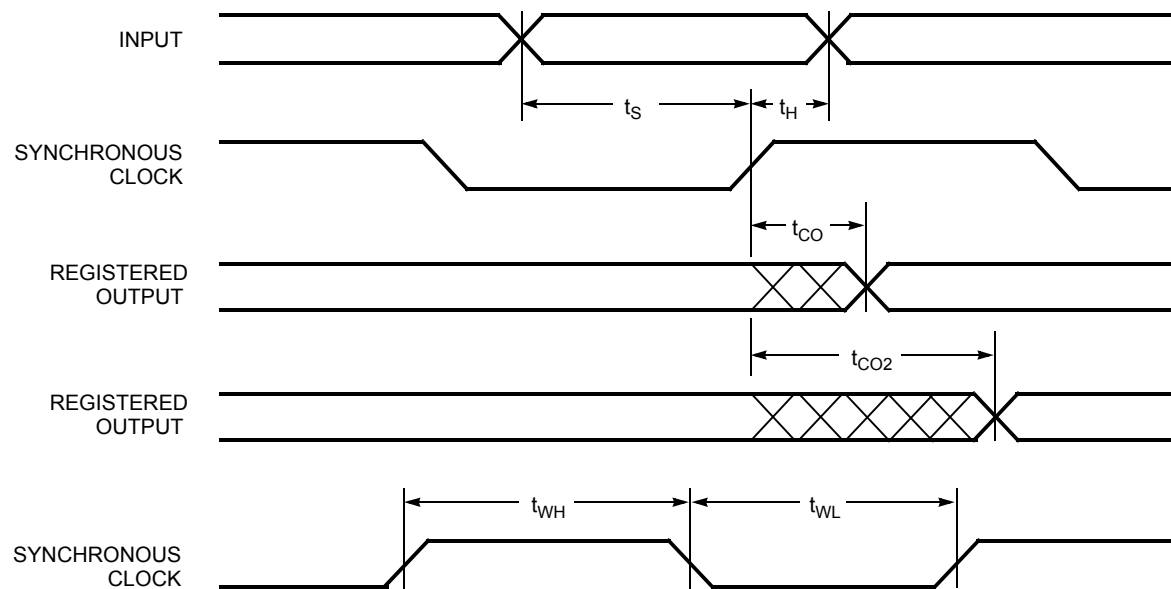 INPUT
tS
tH
SYNCHRONOUS
CLOCK
tCO
REGISTERED
OUTPUT
tCO2
REGISTERED
OUTPUT
tWH
tWL
SYNCHRONOUS
CLOCK